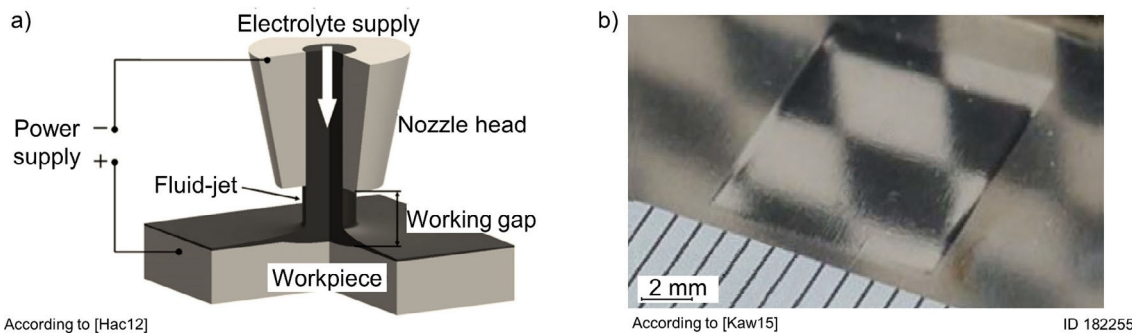 a)
Electrolyte supply
Power
supply
−
+
Nozzle head
Fluid-jet
Working gap
Workpiece
According to [Hac12]
b)
2 mm
According to [Kaw15]
ID 182255